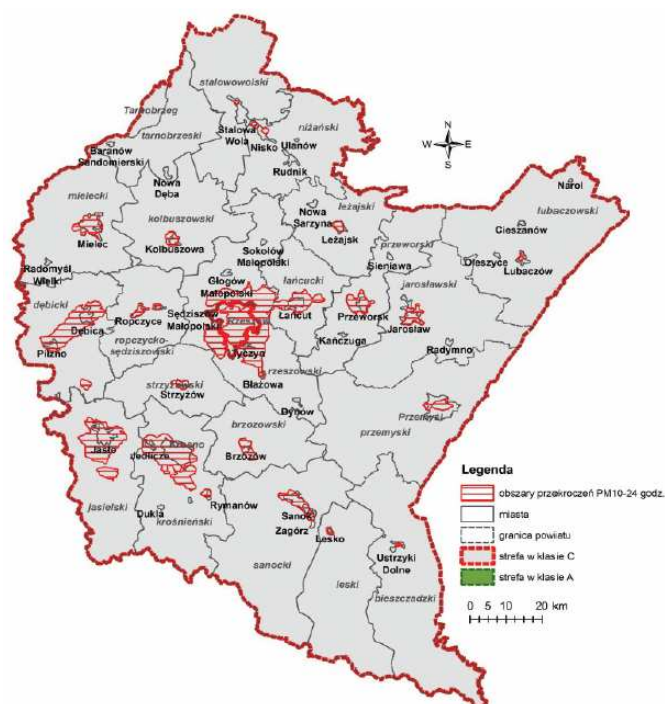 stalowowolski
Tarnobrzeg
tarnobrzeski
Stalowa
Wola
niżański
Nisko
Ulanów
Rudnik
N
W E
S
Baranów
Sandomierski
Nowa
Dęba
mielecki
kolbuszowski
Mielec
Kolbuszowa
leżajski
Nowa
Sarzyna
Leżajsk
Narol
lubaczowski
Cieszanów
Oleszyce
Lubaczów
przeworski
Sieniawa
Sokołów
Małopolski
Radomyśl
Wielki
Głogów
Małopolski
łańcucki
jarosławski
dębicki
Sędziszów
Małopolski
Ropczyce
Rzeszów
Łańcut
Przeworsk
Jarosław
Dębica
Pilzno
ropczycko-
sędziszowski
Tyczyn
Kańczuga
Radymno
rzeszowski
Błażowa
strzyżowski
Strzyżów
Dynów
Przemyśl
przemyski
brzozowski
Brzozów
Jasło
Jedlicze
Krosno
jasielski
Dukla
Rymanów
krośnieński
Sanok
Zagórz
Lesko
sanocki
Ustrzyki
Dolne
leski
bieszczadzki
Legenda
obszary przekroczeń PM10-24 godz.
miasta
granica powiatu
strefa w klasie C
strefa w klasie A
0 5 10 20 km